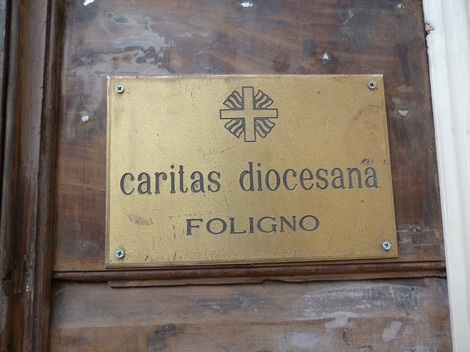 caritas diocesana
FOLIGNO